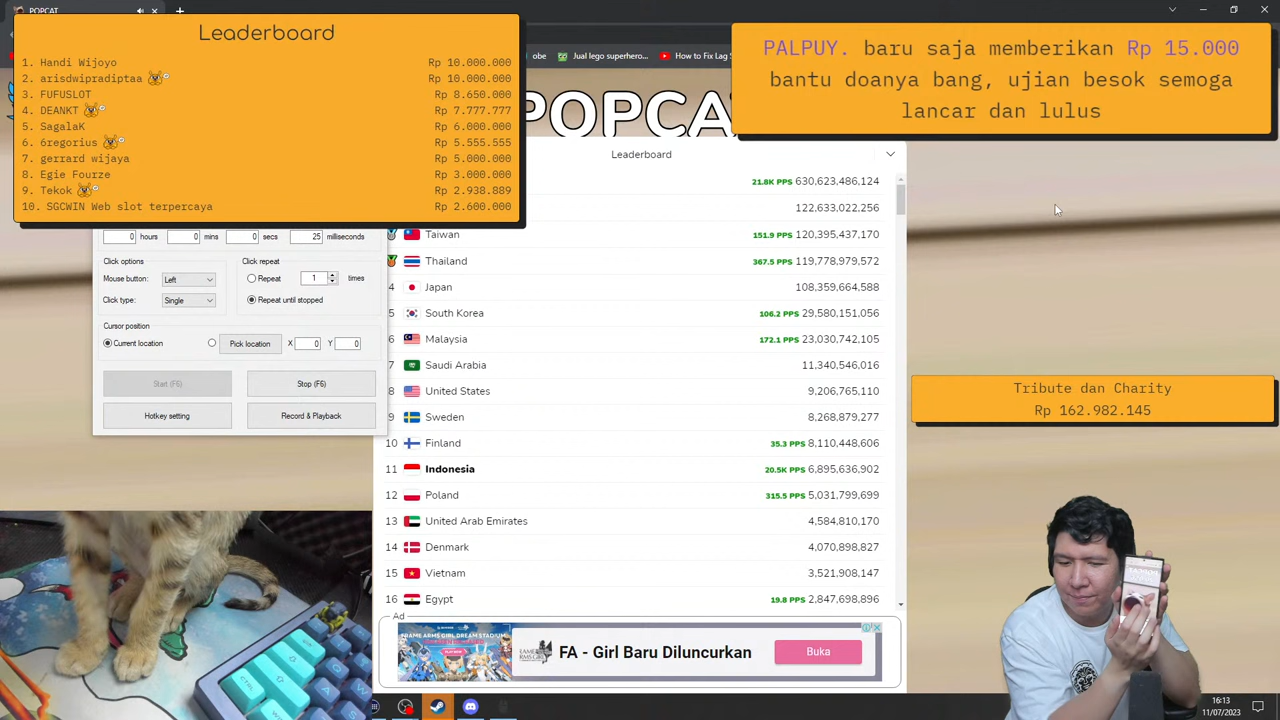 Leaderboard
1. Handi Wijoyo Rp 10.000.000
2. arisdwipradiptaa Rp 10.000.000
3. FUFUSLOT Rp 8.650.000
4. DEANKT Rp 7.777.777
5. SagalaK Rp 6.000.000
6. 6regorius Rp 5.555.555
7. gerrard wijaya Rp 5.000.000
8. Egie Fourze Rp 3.000.000
9. Tekok Rp 2.938.889
10. SGCWIN Web slot terpercaya Rp 2.600.000
obe Jual lego superhero... How to Fix Lag S
PALPUY. baru saja memberikan Rp 15.000
bantu doanya bang, ujian besok semoga
lancar dan lulus
POPCA
Leaderboard
21.8K PPS 630,623,486,124
122,633,022,256
Taiwan 151.9 PPS 120,395,437,170
Thailand 367.5 PPS 119,778,979,572
4 Japan 108,359,664,588
5 South Korea 106.2 PPS 29,580,151,056
6 Malaysia 172.1 PPS 23,030,742,105
7 Saudi Arabia 11,340,546,016
8 United States 9,206,765,110
9 Sweden 8,268,879,277
10 Finland 35.3 PPS 8,110,448,606
11 Indonesia 20.5K PPS 6,895,636,902
12 Poland 315.5 PPS 5,031,799,699
13 United Arab Emirates 4,584,810,170
14 Denmark 4,070,898,827
15 Vietnam 3,521,908,147
16 Egypt 19.8 PPS 2,847,698,896
0 hours 0 mins 0 secs 25 milliseconds
Click options
Mouse button: Left
Click type: Single
Click repeat
Repeat 1 times
Repeat until stopped
Cursor position
Current location Pick location X 0 Y 0
Start (F6) Stop (F6)
Hotkey setting Record & Playback
Tribute dan Charity
Rp 162.982.145
Ad
FRAME ARMS GIRL DREAM STADIUM
FA - Girl Baru Diluncurkan
Buka
16:13
11/07/2023